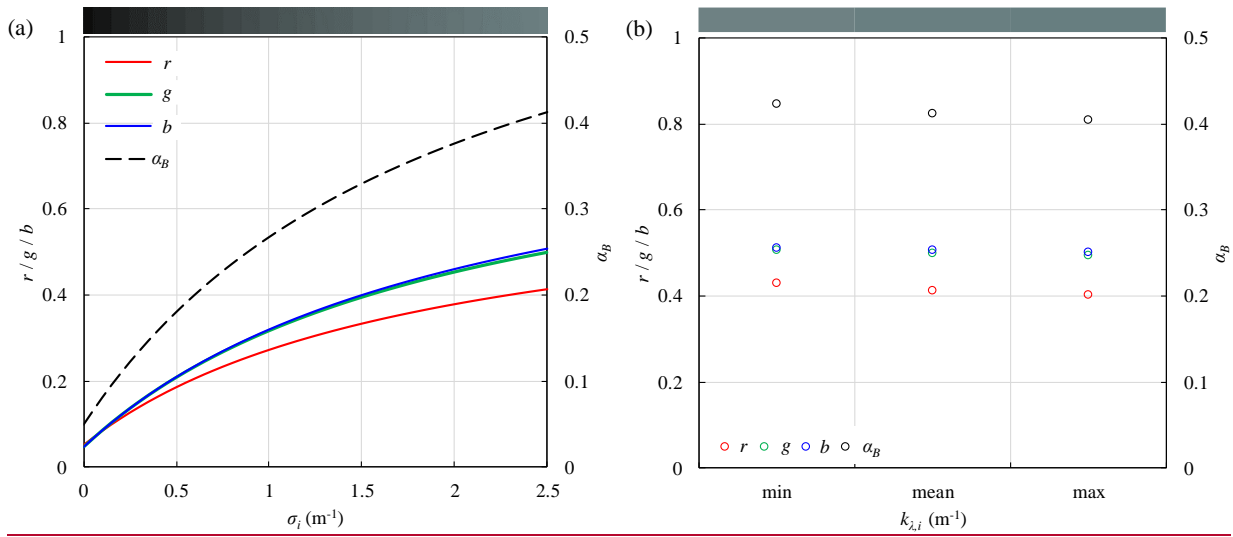 (a)
1
0.8
0.6
0.4
0.2
0
r / g / b
r
g
b
α_B
0.5
0.4
0.3
0.2
0.1
0
α_B
0 0.5 1 1.5 2 2.5
σ_i (m⁻¹)
(b)
1
0.8
0.6
0.4
0.2
0
r / g / b
r g b α_B
0.5
0.4
0.3
0.2
0.1
0
α_B
min mean max
k_λ,i (m⁻¹)